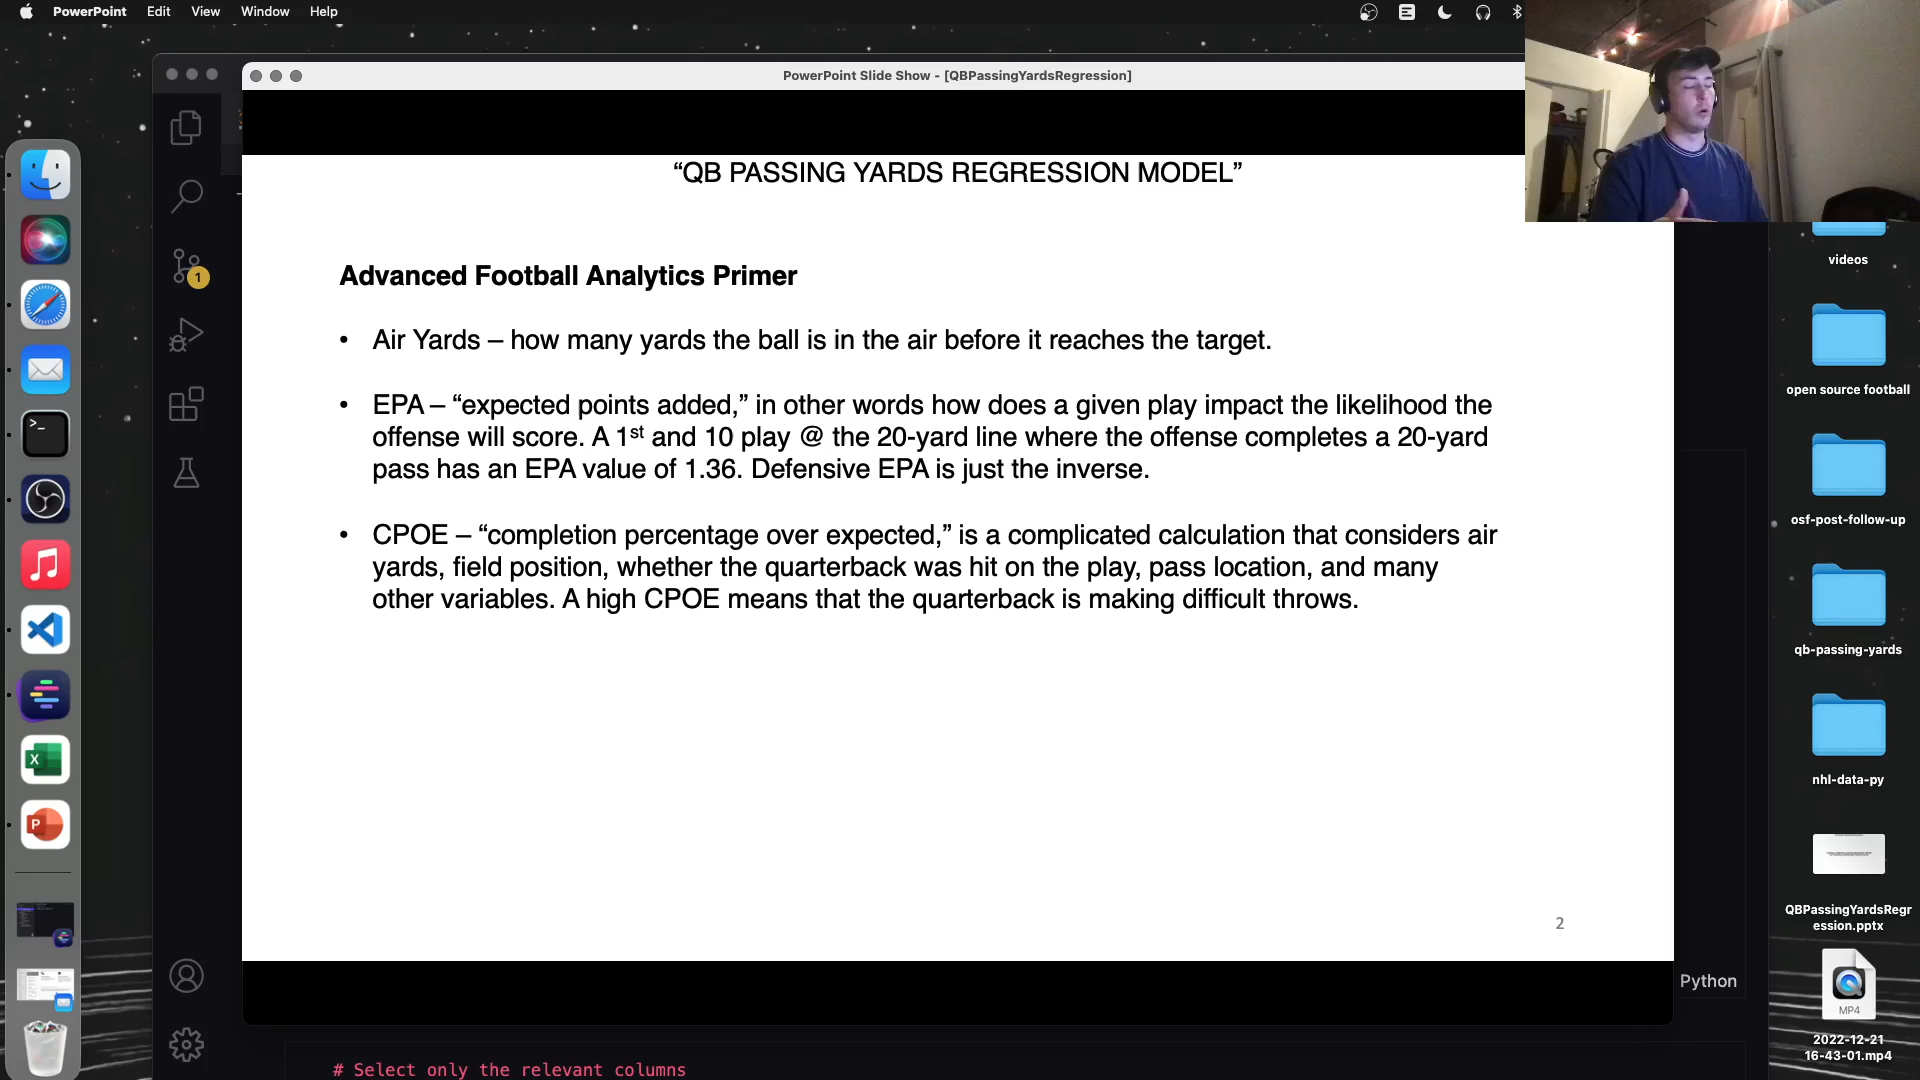 PowerPoint Edit View Window Help
PowerPoint Slide Show - [QBPassingYardsRegression]
“QB PASSING YARDS REGRESSION MODEL”
Advanced Football Analytics Primer
• Air Yards – how many yards the ball is in the air before it reaches the target.
• EPA – “expected points added,” in other words how does a given play impact the likelihood the
offense will score. A 1st and 10 play @ the 20-yard line where the offense completes a 20-yard
pass has an EPA value of 1.36. Defensive EPA is just the inverse.
• CPOE – “completion percentage over expected,” is a complicated calculation that considers air
yards, field position, whether the quarterback was hit on the play, pass location, and many
other variables. A high CPOE means that the quarterback is making difficult throws.
2
1
Python
# Select only the relevant columns
videos
open source football
osf-post-follow-up
qb-passing-yards
nhl-data-py
QBPassingYardsRegr
ession.pptx
MP4
2022-12-21
16-43-01.mp4